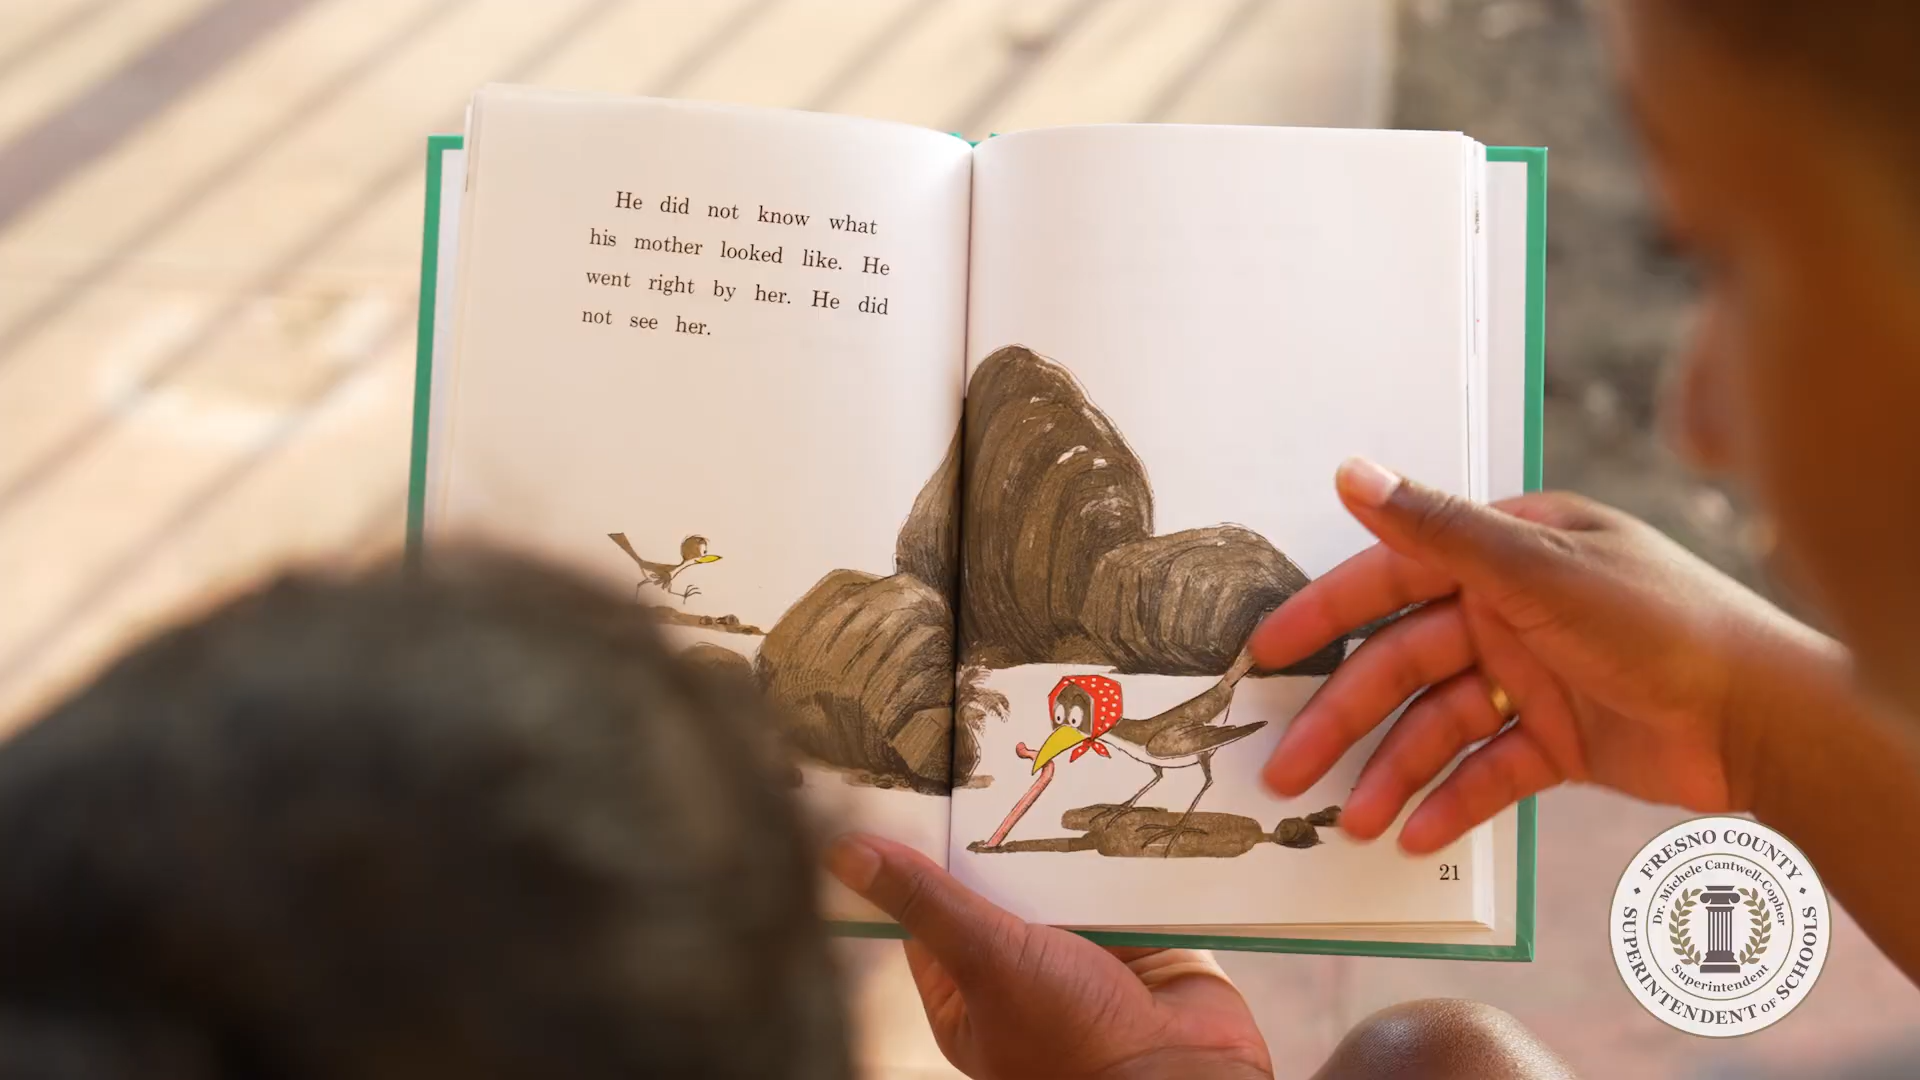 He did not know what
his mother looked like. He
went right by her. He did
not see her.
21
FRESNO COUNTY
SUPERINTENDENT OF SCHOOLS
Dr. Michele Cantwell-Copher
Superintendent